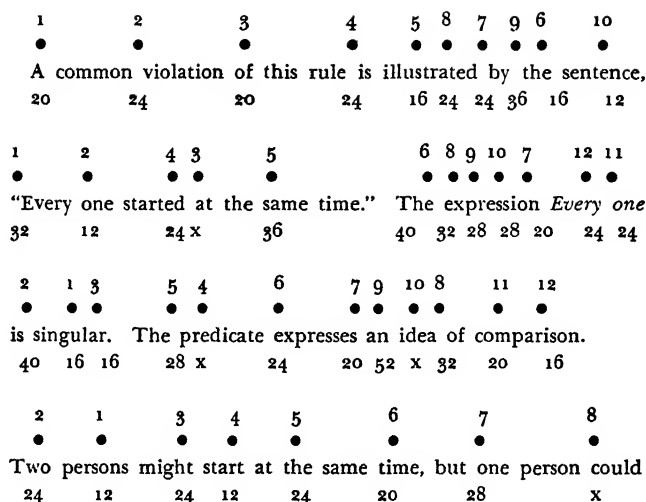 1 2 3 4 5 8 7 9 6 10
A common violation of this rule is illustrated by the sentence,
20 24 20 24 16 24 24 36 16 12
1 2 4 3 5 6 8 9 10 7 12 11
"Every one started at the same time." The expression Every one
32 12 24 x 36 40 32 28 28 20 24 24
2 1 3 5 4 6 7 9 10 8 11 12
is singular. The predicate expresses an idea of comparison.
40 16 16 28 x 24 20 52 x 32 20 16
2 1 3 4 5 6 7 8
Two persons might start at the same time, but one person could
24 12 24 12 24 20 28 x